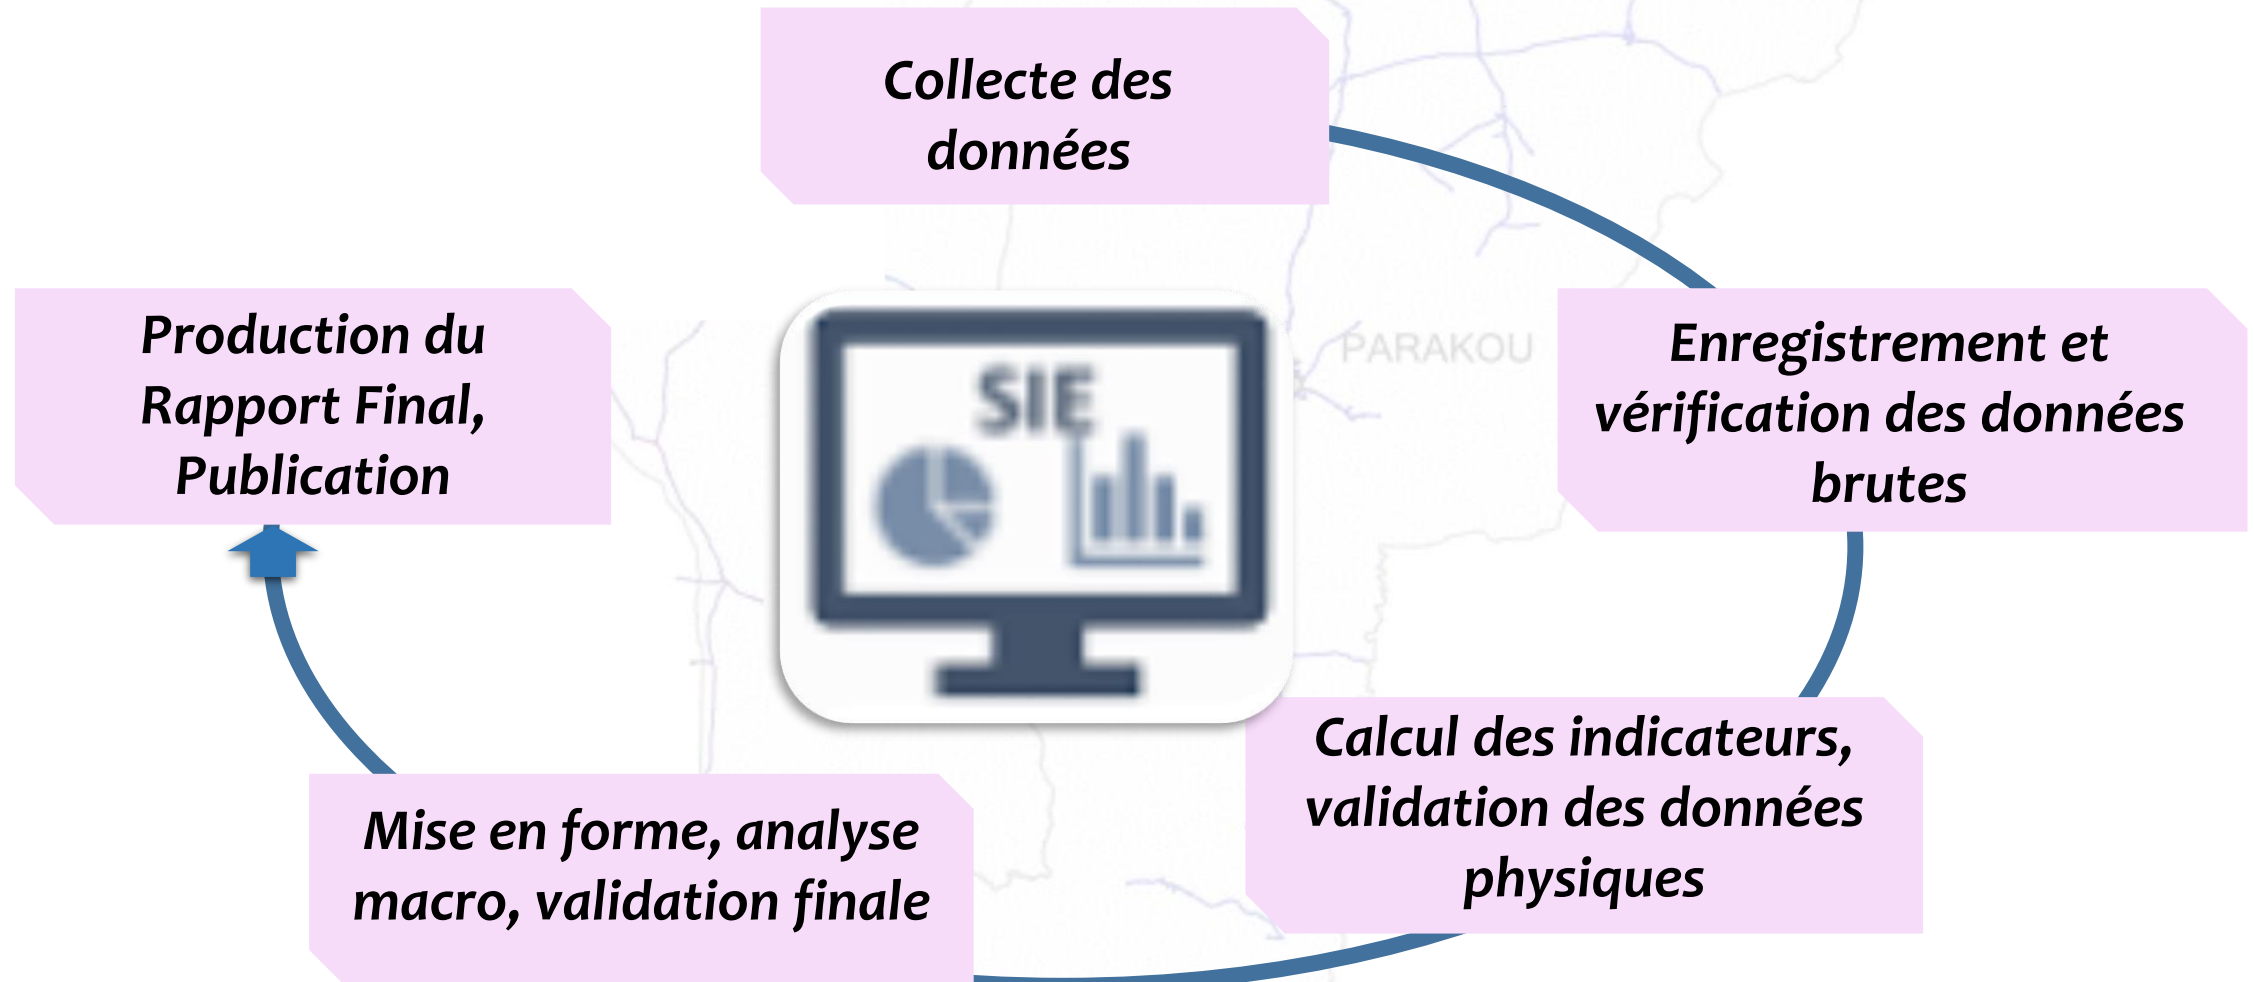 Collecte des
données
Enregistrement et
vérification des données
brutes
Calcul des indicateurs,
validation des données
physiques
Mise en forme, analyse
macro, validation finale
Production du
Rapport Final,
Publication
SIE
PARAKOU